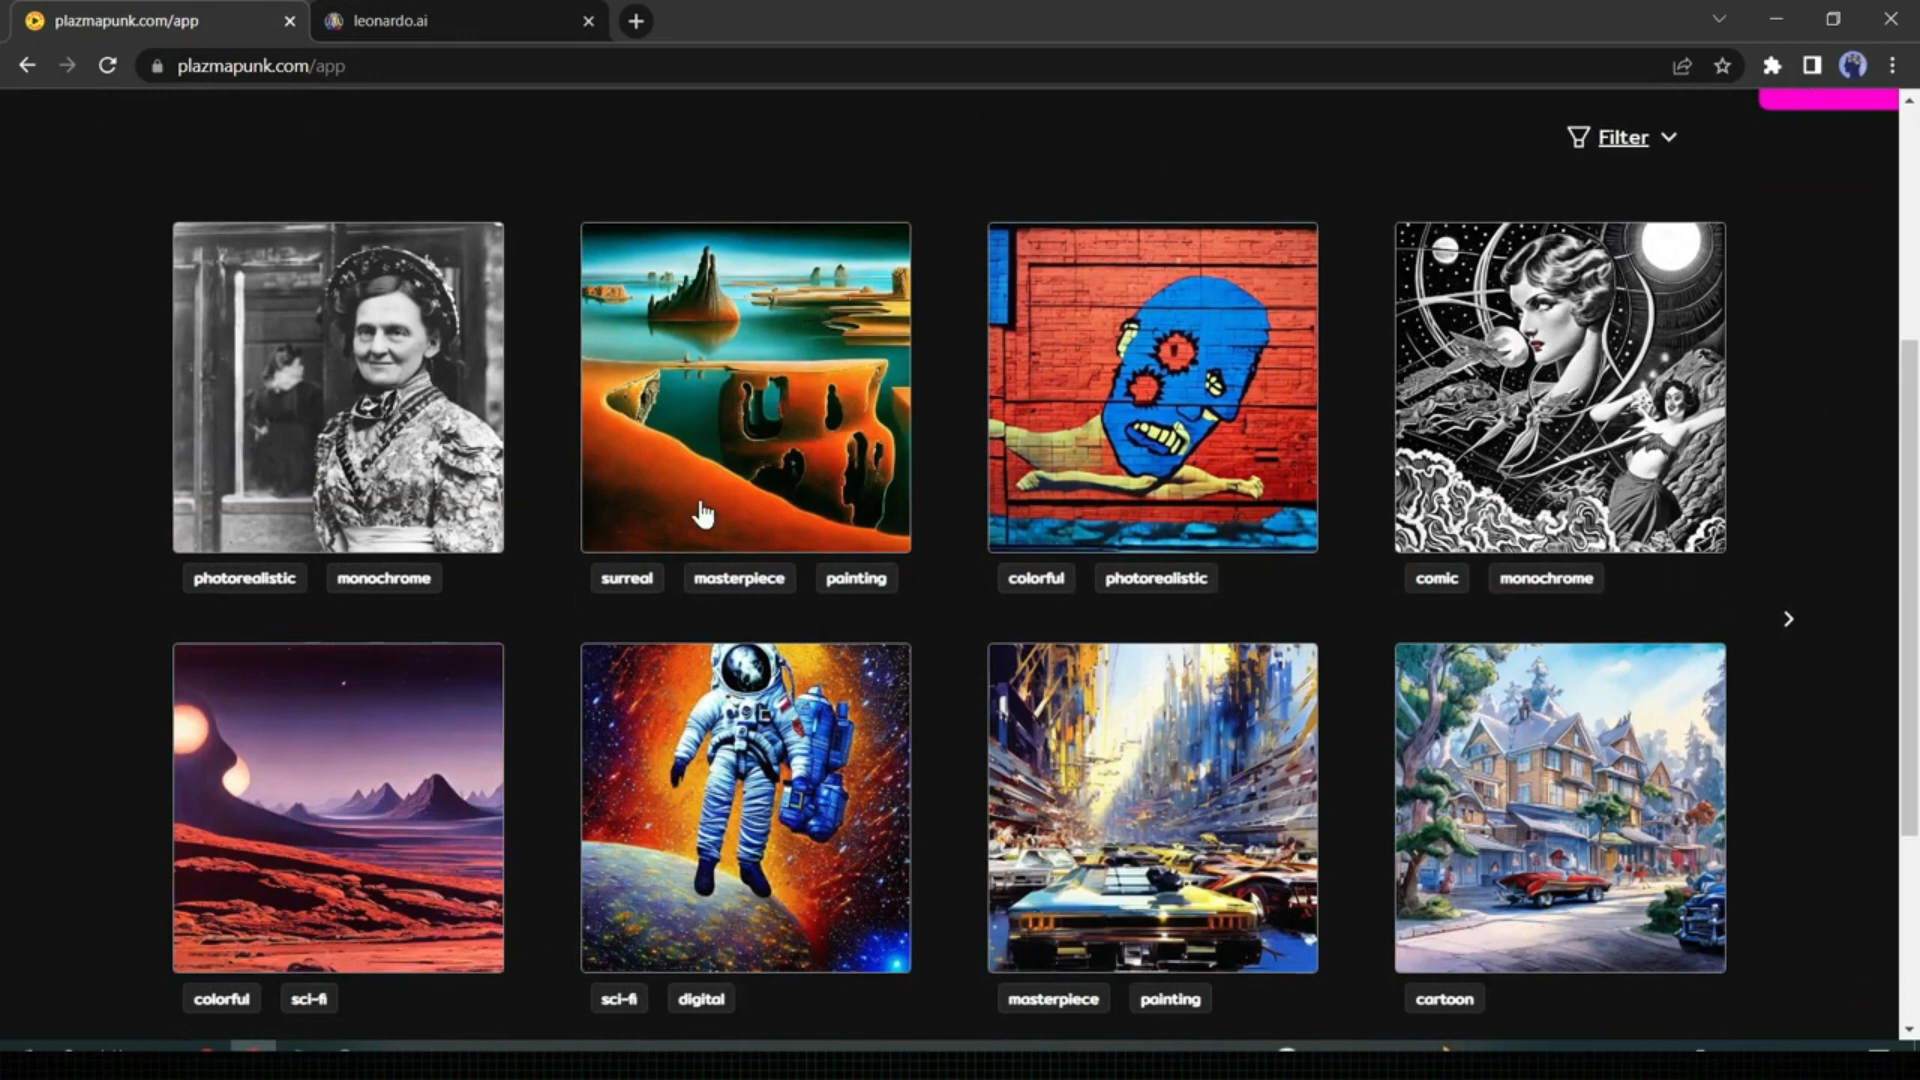 plazmapunk.com/app
leonardo.ai
plazmapunk.com/app
Filter
photorealistic monochrome
surreal masterpiece painting
colorful photorealistic
comic monochrome
colorful sci-fi
sci-fi digital
masterpiece painting
cartoon